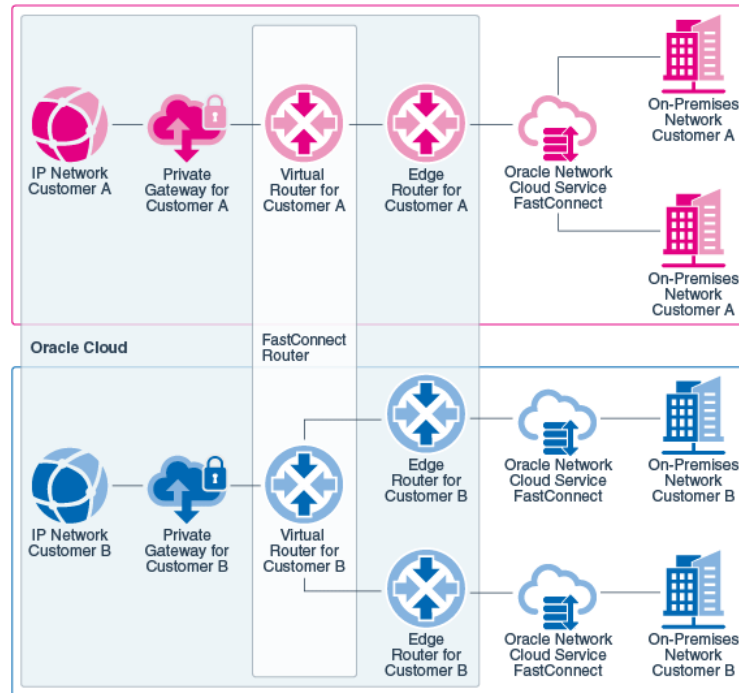 On-Premises
Network
Customer A
IP Network
Customer A
Private
Gateway for
Customer A
Virtual
Router for
Customer A
Edge
Router for
Customer A
Oracle Network
Cloud Service
FastConnect
On-Premises
Network
Customer A
Oracle Cloud
FastConnect
Router
Edge
Router for
Customer B
Oracle Network
Cloud Service
FastConnect
On-Premises
Network
Customer B
IP Network
Customer B
Private
Gateway for
Customer B
Virtual
Router for
Customer B
Edge
Router for
Customer B
Oracle Network
Cloud Service
FastConnect
On-Premises
Network
Customer B